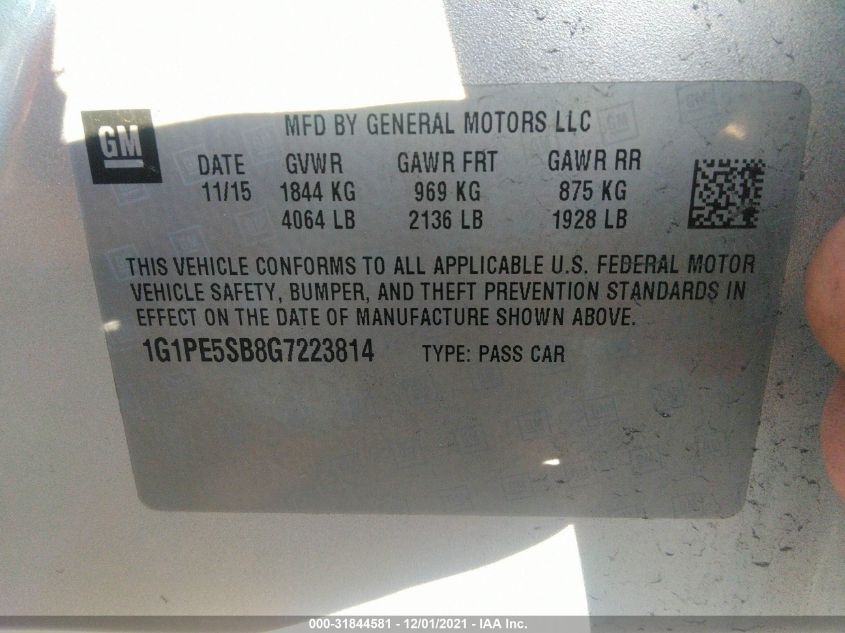 GM
MFD BY GENERAL MOTORS LLC
DATE GVWR GAWR FRT GAWR RR
11/15 1844 KG 969 KG 875 KG
4064 LB 2136 LB 1928 LB
THIS VEHICLE CONFORMS TO ALL APPLICABLE U.S. FEDERAL MOTOR
VEHICLE SAFETY, BUMPER, AND THEFT PREVENTION STANDARDS IN
EFFECT ON THE DATE OF MANUFACTURE SHOWN ABOVE.
1G1PE5SB8G7223814 TYPE: PASS CAR
000-31844581 - 12/01/2021 - IAA Inc.